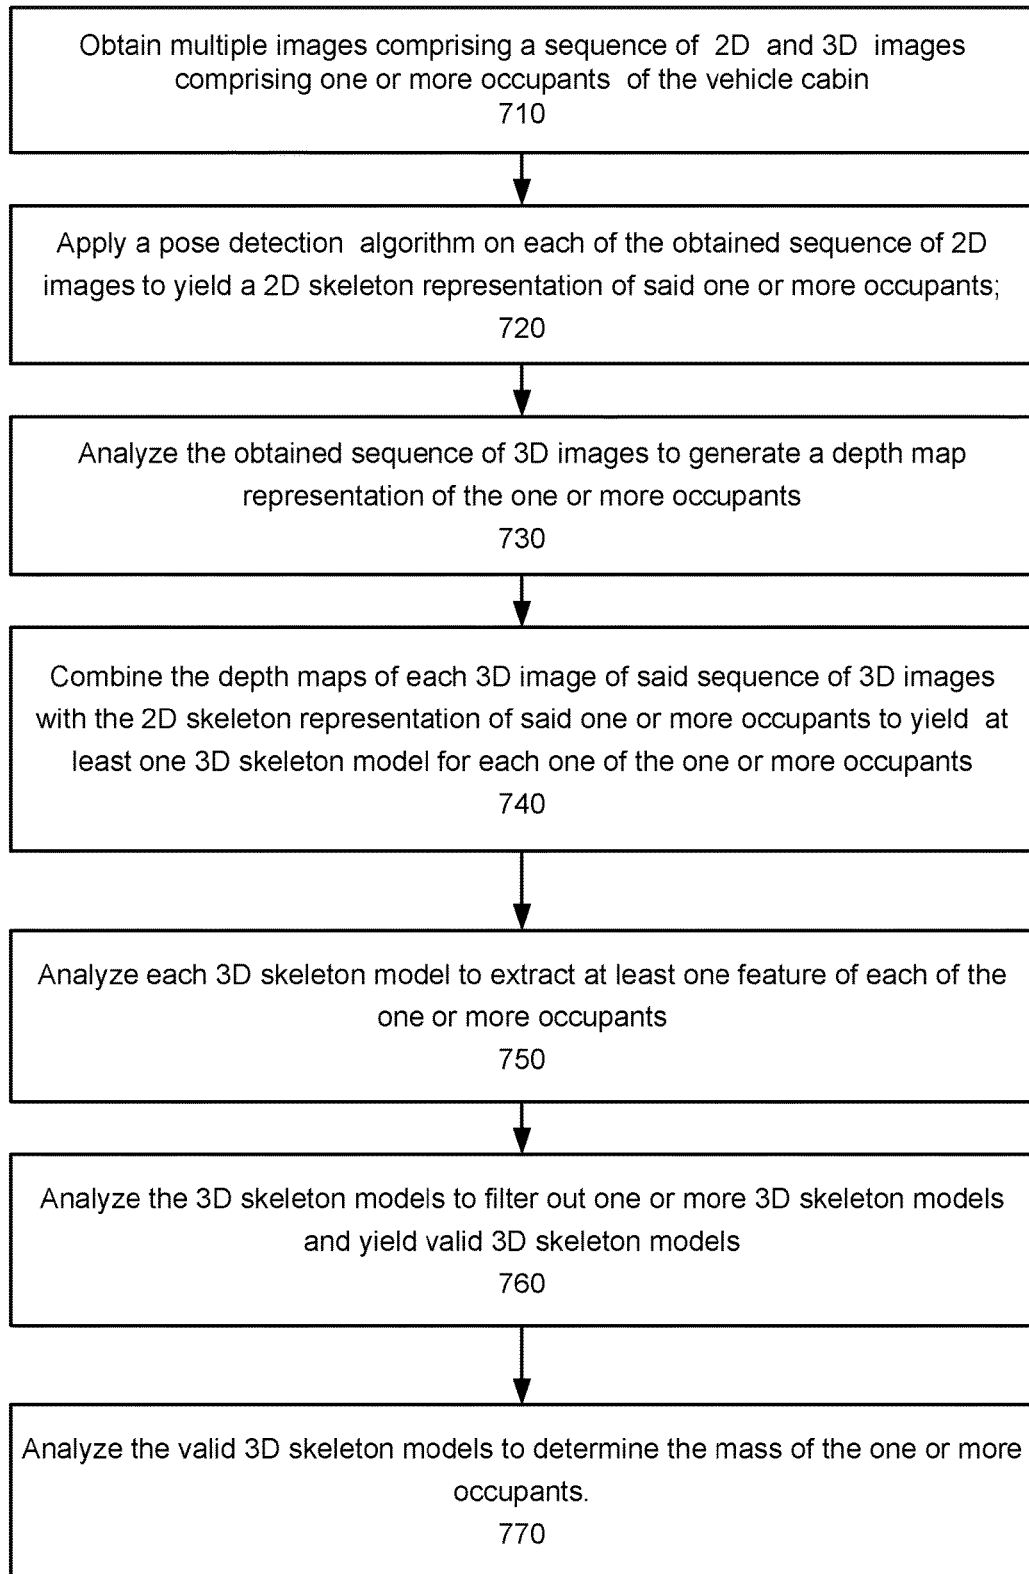 Obtain multiple images comprising a sequence of 2D and 3D images
comprising one or more occupants of the vehicle cabin
710
Apply a pose detection algorithm on each of the obtained sequence of 2D
images to yield a 2D skeleton representation of said one or more occupants;
720
Analyze the obtained sequence of 3D images to generate a depth map
representation of the one or more occupants
730
Combine the depth maps of each 3D image of said sequence of 3D images
with the 2D skeleton representation of said one or more occupants to yield at
least one 3D skeleton model for each one of the one or more occupants
740
Analyze each 3D skeleton model to extract at least one feature of each of the
one or more occupants
750
Analyze the 3D skeleton models to filter out one or more 3D skeleton models
and yield valid 3D skeleton models
760
Analyze the valid 3D skeleton models to determine the mass of the one or more
occupants.
770